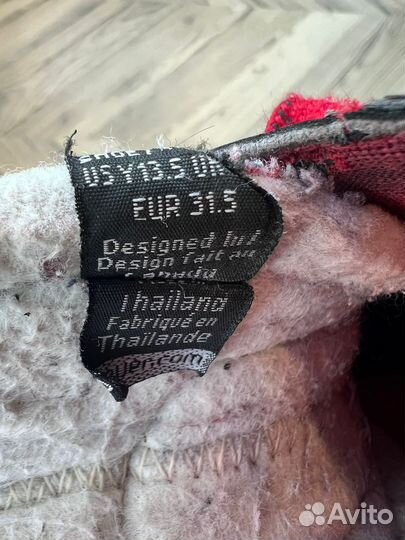 US Y13.5 UK
EUR 31.5
Designed in
Design fait au
Thailand
Fabriqué en
Thaïlande
Avito